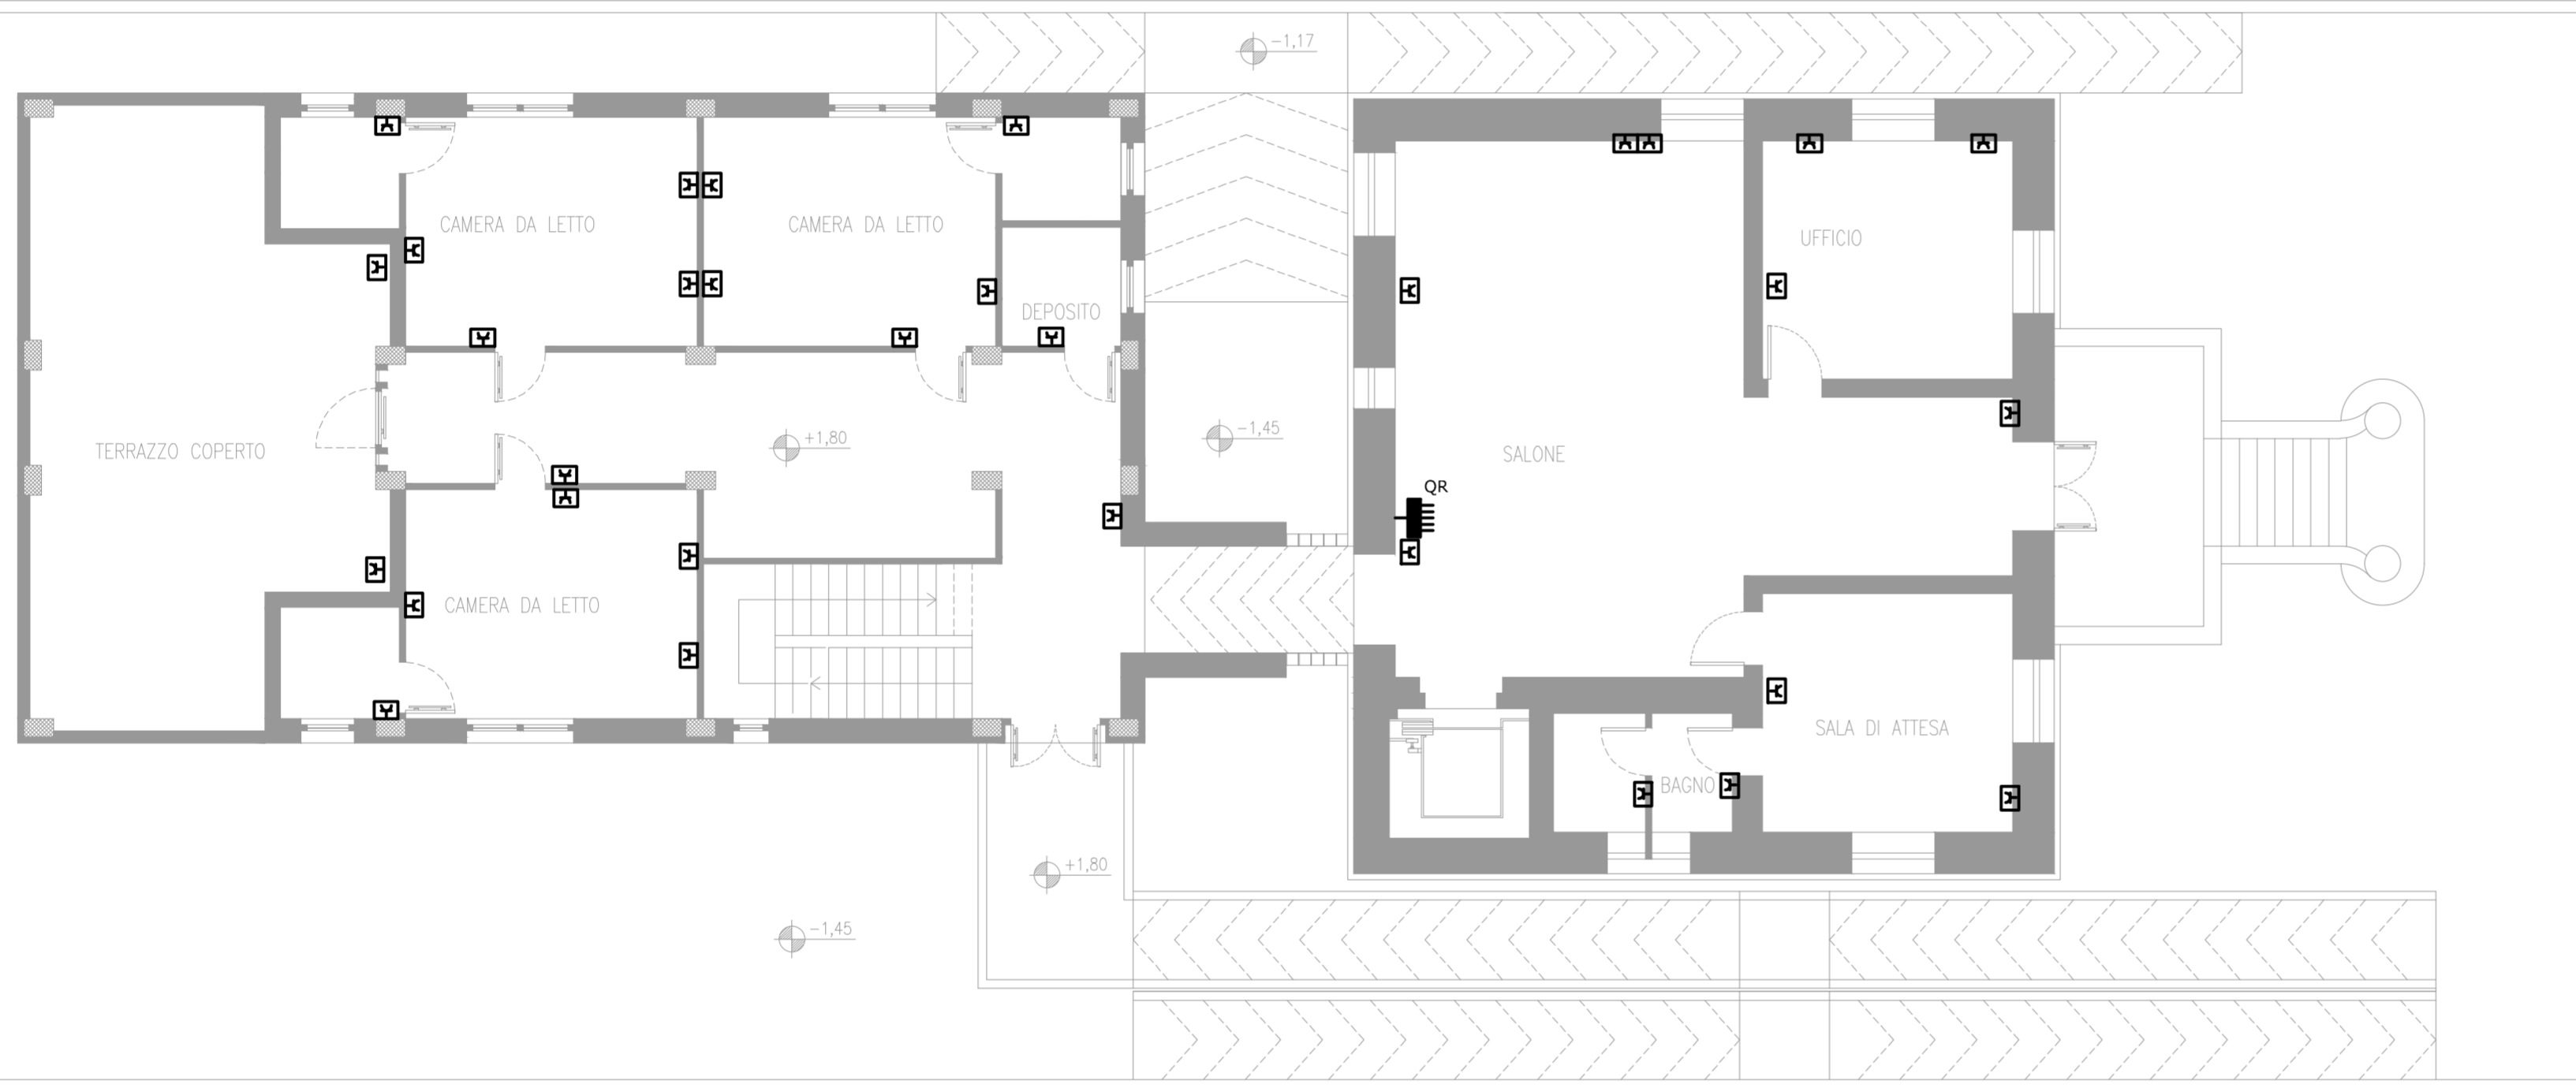 -1,17
CAMERA DA LETTO
CAMERA DA LETTO
UFFICIO
DEPOSITO
TERRAZZO COPERTO
+1,80
-1,45
SALONE
QR
CAMERA DA LETTO
SALA DI ATTESA
BAGNO
+1,80
-1,45